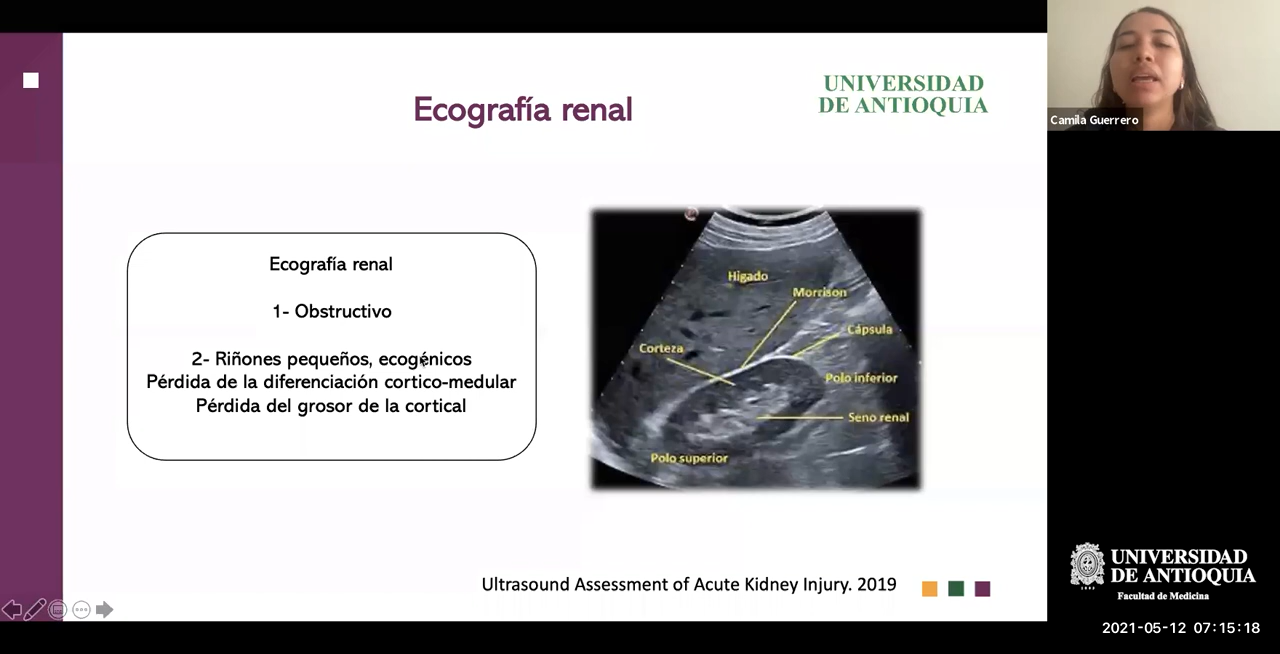 Ecografía renal
UNIVERSIDAD
DE ANTIOQUIA
Camila Guerrero
Ecografía renal
1- Obstructivo
2- Riñones pequeños, ecogénicos
Pérdida de la diferenciación cortico-medular
Pérdida del grosor de la cortical
Higado
Morrison
Cápsula
Corteza
Polo inferior
Seno renal
Polo superior
Ultrasound Assessment of Acute Kidney Injury. 2019
UNIVERSIDAD
DE ANTIOQUIA
Facultad de Medicina
2021-05-12 07:15:18